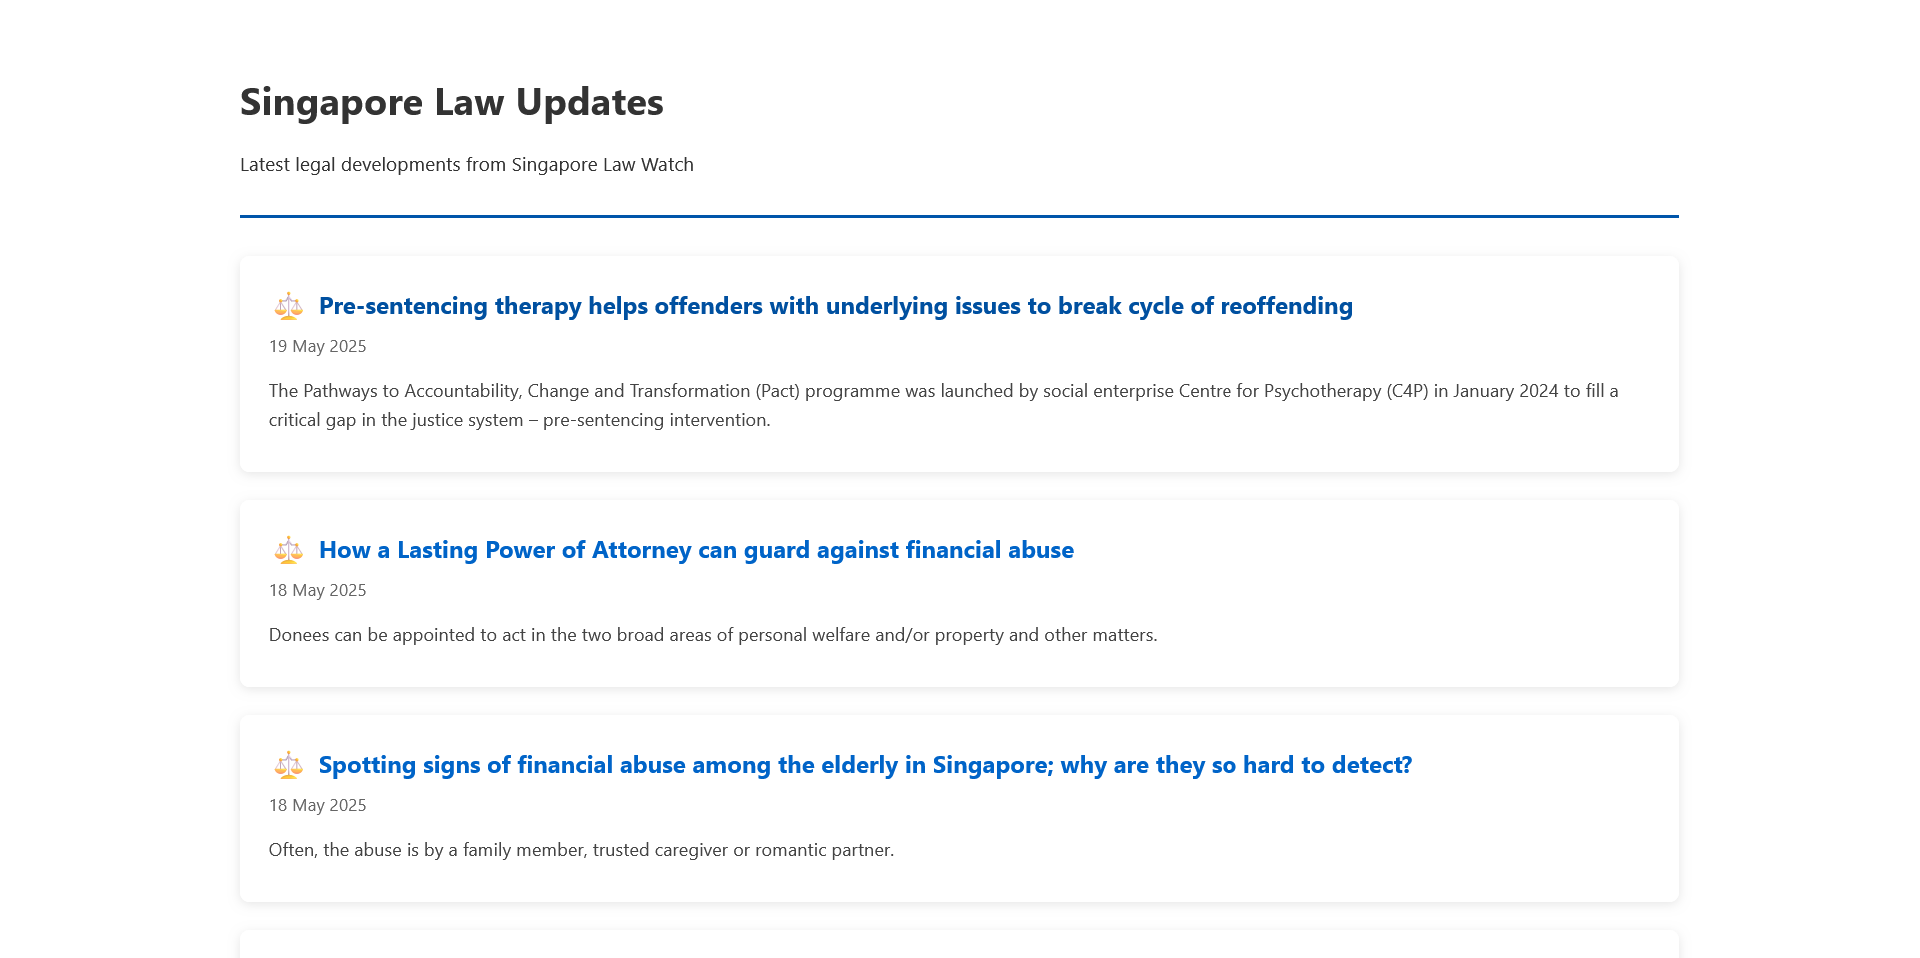 Singapore Law Updates
Latest legal developments from Singapore Law Watch
Pre-sentencing therapy helps offenders with underlying issues to break cycle of reoffending
19 May 2025
The Pathways to Accountability, Change and Transformation (Pact) programme was launched by social enterprise Centre for Psychotherapy (C4P) in January 2024 to fill a
critical gap in the justice system – pre-sentencing intervention.
How a Lasting Power of Attorney can guard against financial abuse
18 May 2025
Donees can be appointed to act in the two broad areas of personal welfare and/or property and other matters.
Spotting signs of financial abuse among the elderly in Singapore; why are they so hard to detect?
18 May 2025
Often, the abuse is by a family member, trusted caregiver or romantic partner.